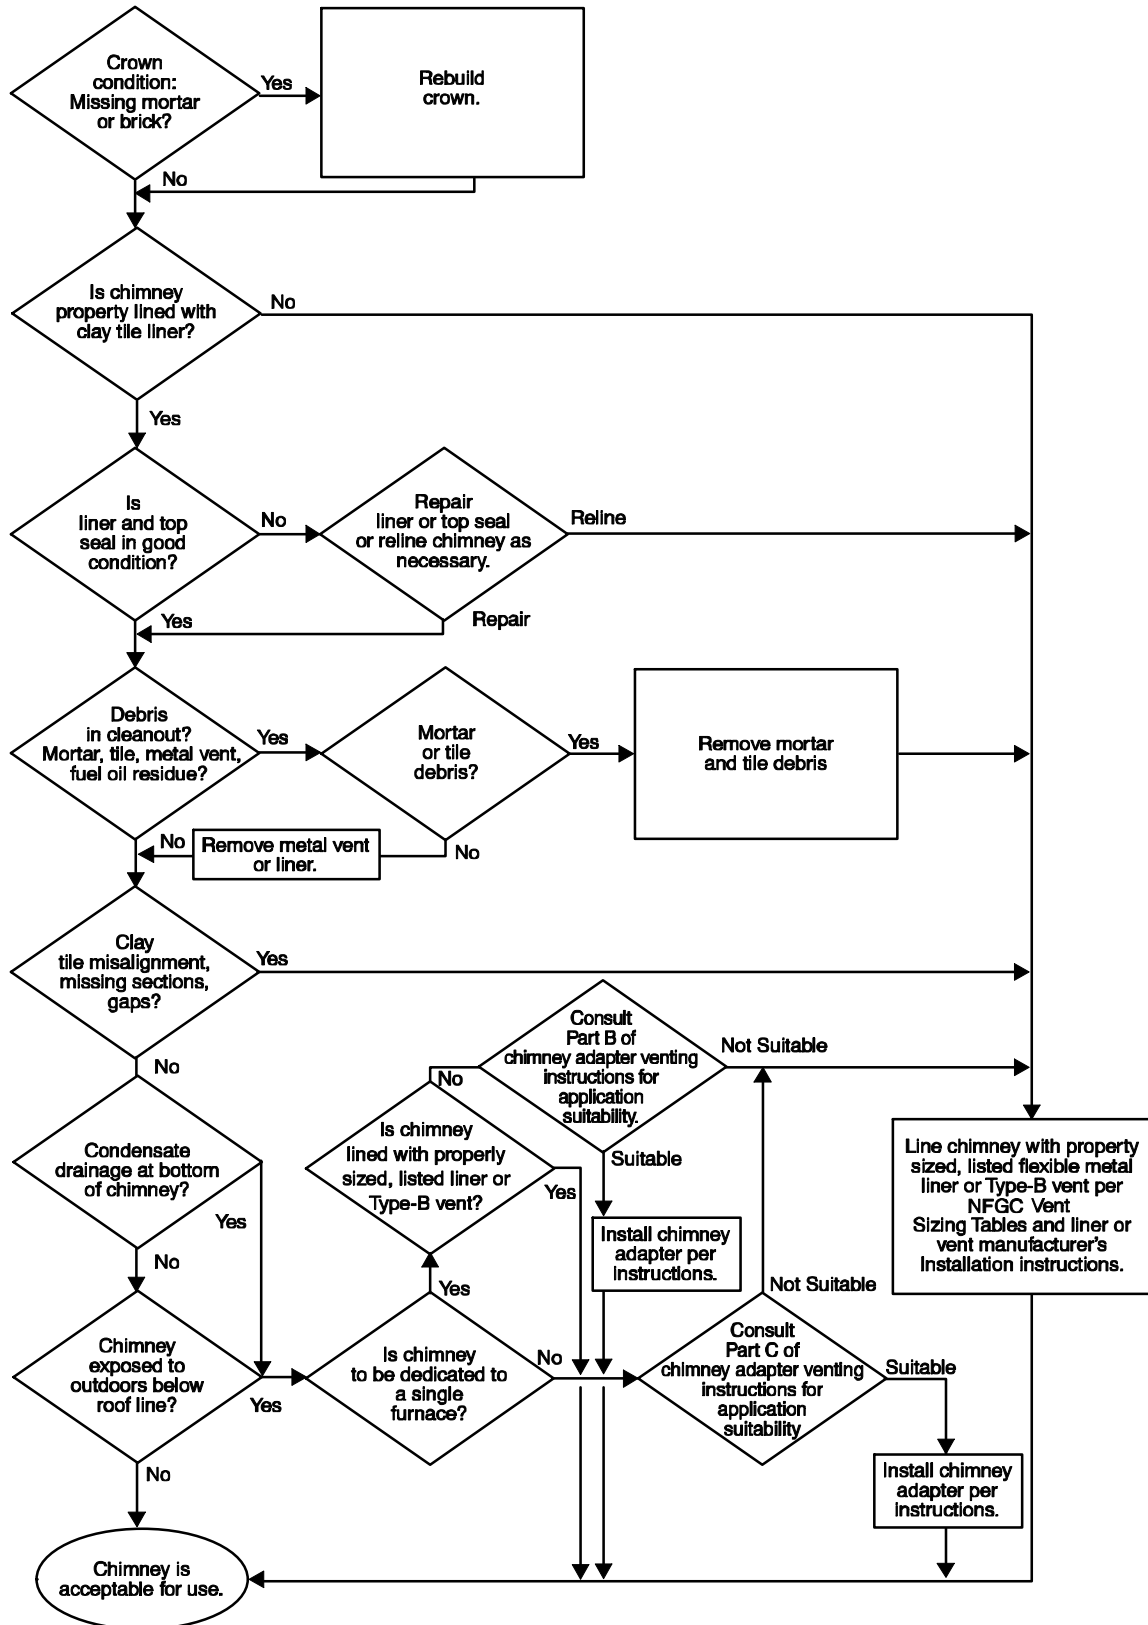 Crown
condition:
Missing mortar
or brick?
Yes
Rebuild
crown.
No
Is chimney
property lined with
clay tile liner?
No
Yes
Is
liner and top
seal in good
condition?
No
Repair
liner or top seal
or reline chimney as
necessary.
Reline
Yes
Repair
Debris
in cleanout?
Mortar, tile, metal vent,
fuel oil residue?
Yes
Mortar
or tile
debris?
Yes
Remove mortar
and tile debris
No
Remove metal vent
or liner.
No
Clay
tile misalignment,
missing sections,
gaps?
Yes
No
Consult
Part B of
chimney adapter venting
instructions for
application
suitability.
Not Suitable
No
Suitable
Condensate
drainage at bottom
of chimney?
Yes
No
Is chimney
lined with properly
sized, listed liner or
Type-B vent?
Yes
Install chimney
adapter per
instructions.
Line chimney with property
sized, listed flexible metal
liner or Type-B vent per
NFGC Vent
Sizing Tables and liner or
vent manufacturer's
Installation instructions.
Yes
Not Suitable
Chimney
exposed to
outdoors below
roof line?
Yes
Is chimney
to be dedicated to
a single
furnace?
No
Consult
Part C of
chimney adapter venting
instructions for
application
suitability
Suitable
No
Install chimney
adapter per
instructions.
Chimney is
acceptable for use.